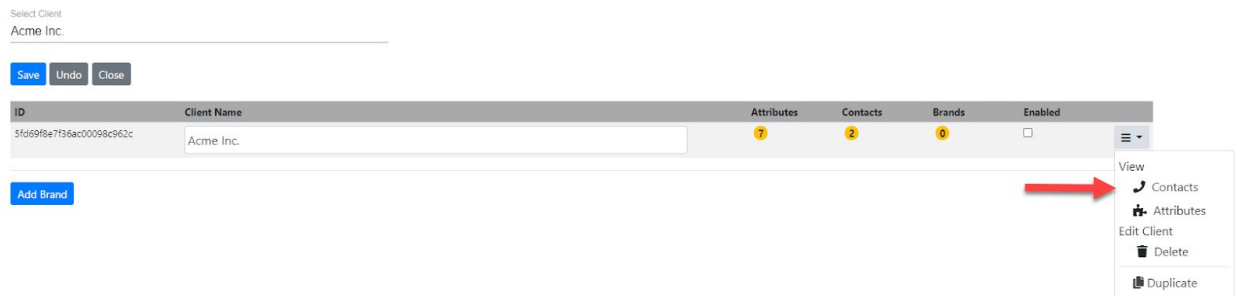 Select Client
Acme Inc.
Save Undo Close
ID Client Name Attributes Contacts Brands Enabled
5fd69f8e7f36ac00098c962c Acme Inc. 7 2 0
View
Contacts
Add Brand
Attributes
Edit Client
Delete
Duplicate